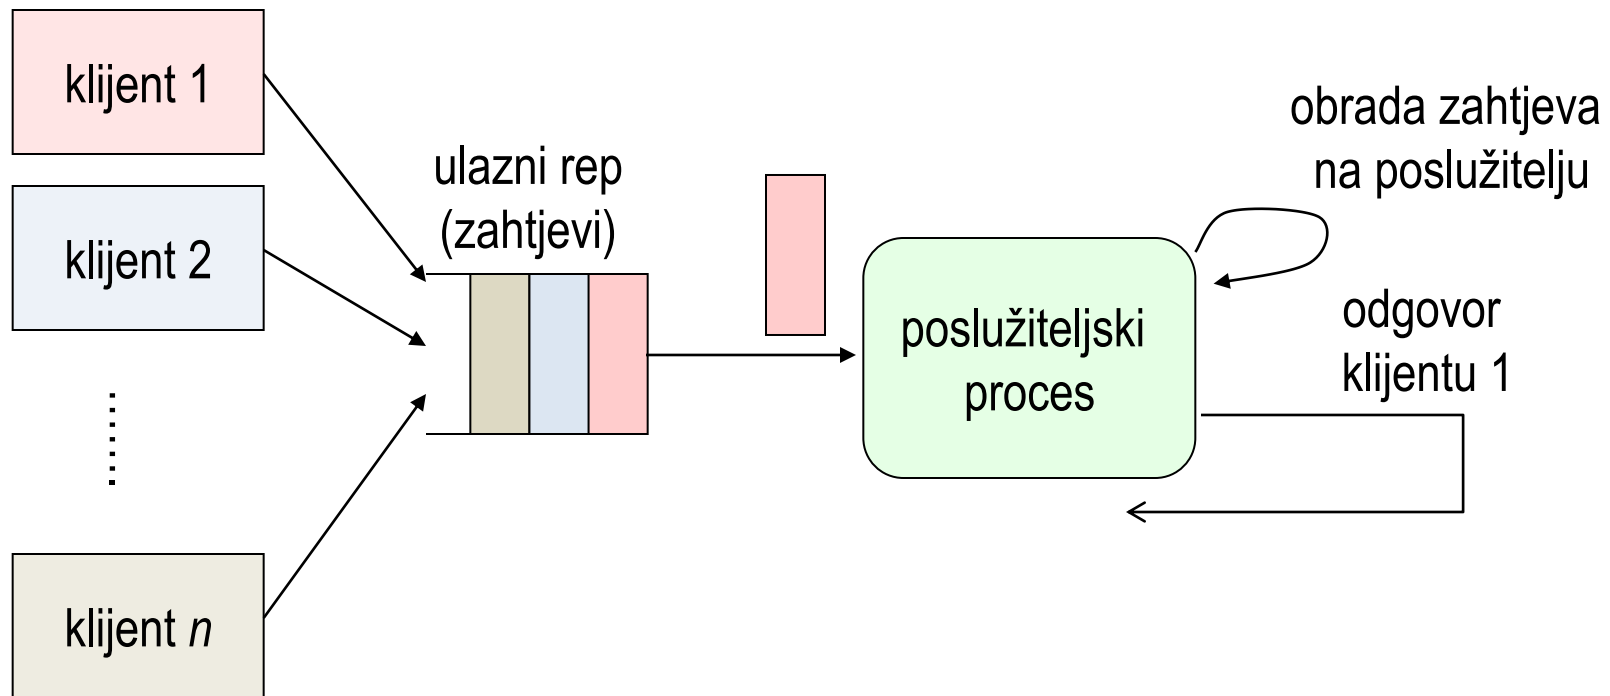 klijent 1
klijent 2
klijent n
ulazni rep
(zahtjevi)
poslužiteljski
proces
obrada zahtjeva
na poslužitelju
odgovor
klijentu 1